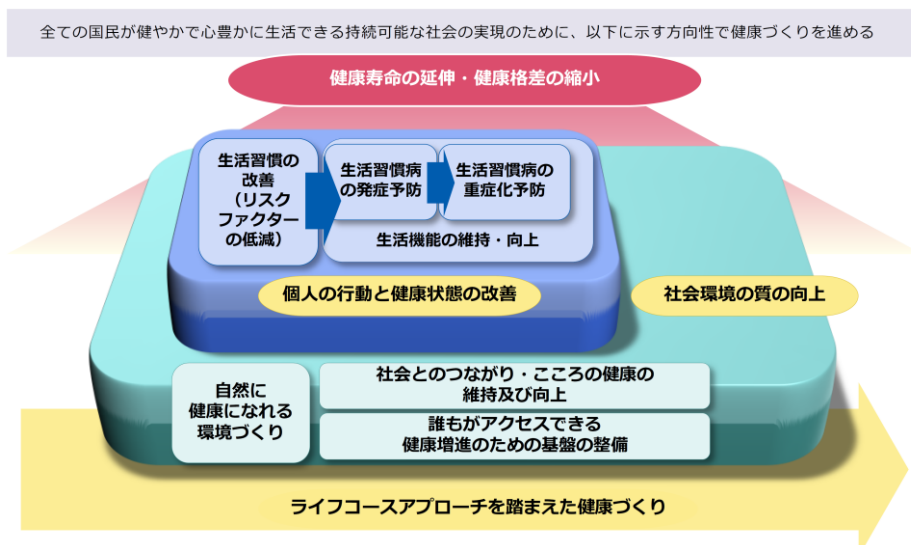 全ての国民が健やかで心豊かに生活できる持続可能な社会の実現のために、以下に示す方向性で健康づくりを進める
健康寿命の延伸・健康格差の縮小
生活習慣の
改善
（リスク
ファクター
の低減）
生活習慣病
の発症予防
生活習慣病の
重症化予防
生活機能の維持・向上
個人の行動と健康状態の改善
社会環境の質の向上
自然に
健康になれる
環境づくり
社会とのつながり・こころの健康の
維持及び向上
誰もがアクセスできる
健康増進のための基盤の整備
ライフコースアプローチを踏まえた健康づくり